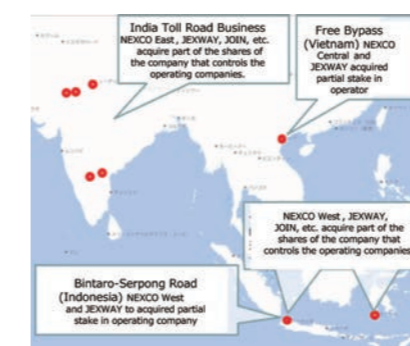 India Toll Road Business
NEXCO East, JEXWAY, JOIN, etc.
acquire part of the shares of
the company that controls the
operating companies.
Free Bypass
(Vietnam) NEXCO
Central and
JEXWAY acquired
partial stake in
operator
NEXCO West, JEXWAY,
JOIN, etc. acquire part of the
shares of the company that
controls the operating companies
Bintaro-Serpong Road
(Indonesia) NEXCO West
and JEXWAY to acquired partial
stake in operating company